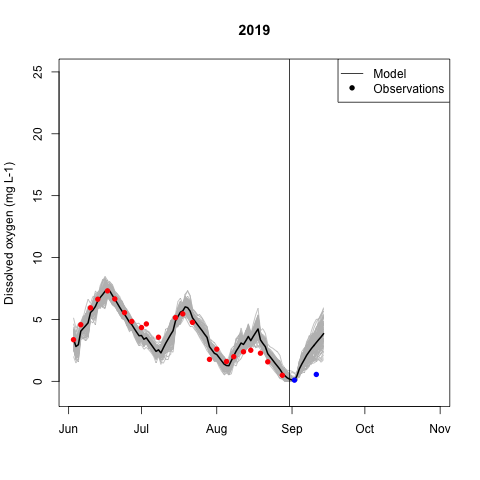 2019
Model
Observations
Dissolved oxygen (mg L-1)
25
20
15
10
5
0
Jun Jul Aug Sep Oct Nov